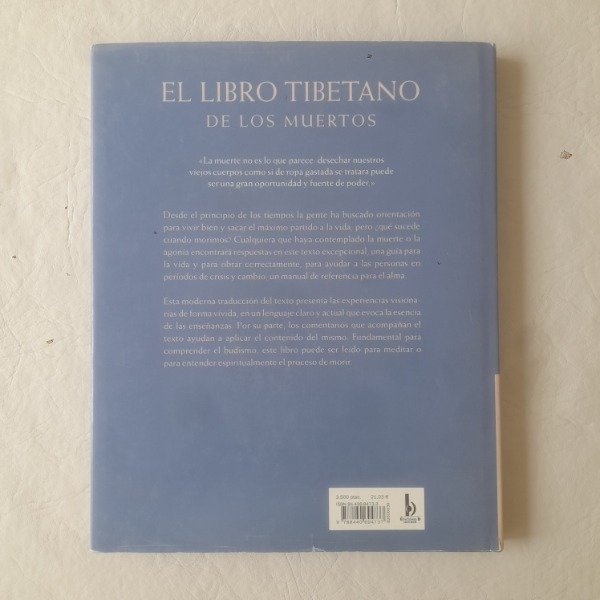 EL LIBRO TIBETANO
DE LOS MUERTOS
«La muerte no es lo que parece: desechar nuestros
viejos cuerpos como si de ropa gastada se tratara puede
ser una gran oportunidad y fuente de poder.»
Desde el principio de los tiempos la gente ha buscado orientación
para vivir bien y sacar el máximo partido a la vida, pero ¿qué sucede
cuando morimos? Cualquiera que haya contemplado la muerte o la
agonía encontrará respuestas en este texto excepcional, una guía para
la vida y para obrar correctamente, para ayudar a las personas en
períodos de crisis y cambio, un manual de referencia para el alma.
Esta moderna traducción del texto presenta las experiencias visiona-
rias de forma vívida, en un lenguaje claro y actual que evoca la esencia
de las enseñanzas. Por su parte, los comentarios que acompañan el
texto ayudan a aplicar el contenido del mismo. Fundamental para
comprender el budismo, este libro puede ser leído para meditar o
para entender espiritualmente el proceso de morir.
3.500 ptas. 21,03 €